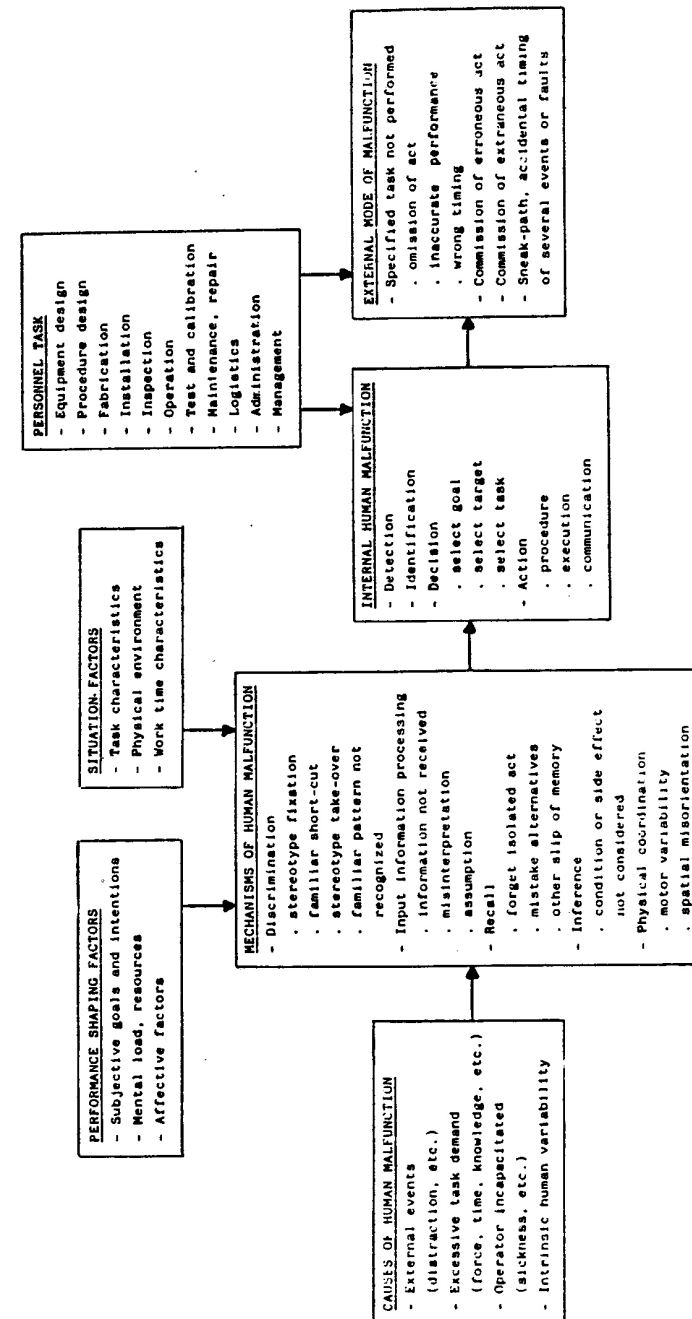 PERFORMANCE SHAPING FACTORS
- Subjective goals and intentions
- Mental load, resources
- Affective factors
SITUATION FACTORS
- Task characteristics
- Physical environment
- Work time characteristics
PERSONNEL TASK
- Equipment design
- Procedure design
- Fabrication
- Installation
- Inspection
- Operation
- Test and calibration
- Maintenance, repair
- Logistics
- Administration
- Management
CAUSES OF HUMAN MALFUNCTION
- External events
(distraction, etc.)
- Excessive task demand
(force, time, knowledge, etc.)
- Operator incapacitated
(sickness, etc.)
- Intrinsic human variability
MECHANISMS OF HUMAN MALFUNCTION
- Discrimination
. stereotype fixation
. familiar short-cut
. stereotype take-over
. familiar pattern not
recognized
- Input information processing
. information not received
. misinterpretation
. assumption
- Recall
. forget isolated act
. mistake alternatives
. other slip of memory
- Inference
. condition or side effect
not considered
- Physical coordination
. motor variability
. spatial misorientation
INTERNAL HUMAN MALFUNCTION
- Detection
- Identification
- Decision
. select goal
. select target
. select task
- Action
. procedure
. execution
. communication
EXTERNAL MODE OF MALFUNCTION
- Specified task not performed
. omission of act
. inaccurate performance
. wrong timing
- Commission of erroneous act
- Commission of extraneous act
- Sneak-path, accidental timing
of several events or faults